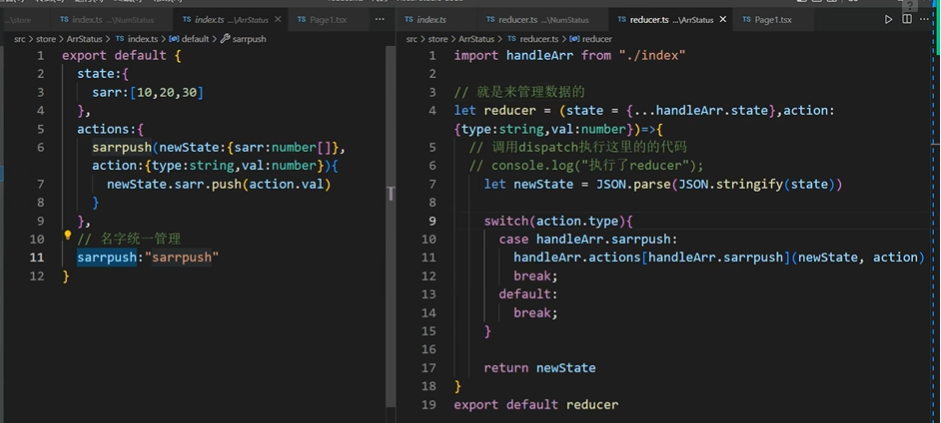 index.ts ...\NumStatus
index.ts ...\ArrStatus
Page1.tsx
src > store > ArrStatus > TS index.ts > default > sarrpush
1 export default {
2 state:{
3 sarr:[10,20,30]
4 },
5 actions:{
6 sarrpush(newState:{sarr:number[]},
action:{type:string,val:number}){
7 newState.sarr.push(action.val)
8 }
9 },
10 // 名字统一管理
11 sarrpush:"sarrpush"
12 }
index.ts
reducer.ts ...\NumStatus
reducer.ts ...\ArrStatus
Page1.tsx
src > store > ArrStatus > TS reducer.ts > reducer
1 import handleArr from "./index"
2
3 // 就是来管理数据的
4 let reducer = (state = {...handleArr.state},action:
{type:string,val:number})=>{
5 // 调用dispatch执行这里的的代码
6 // console.log("执行了reducer");
7 let newState = JSON.parse(JSON.stringify(state))
8
9 switch(action.type){
10 case handleArr.sarrpush:
11 handleArr.actions[handleArr.sarrpush](newState, action)
12 break;
13 default:
14 break;
15 }
16
17 return newState
18 }
19 export default reducer